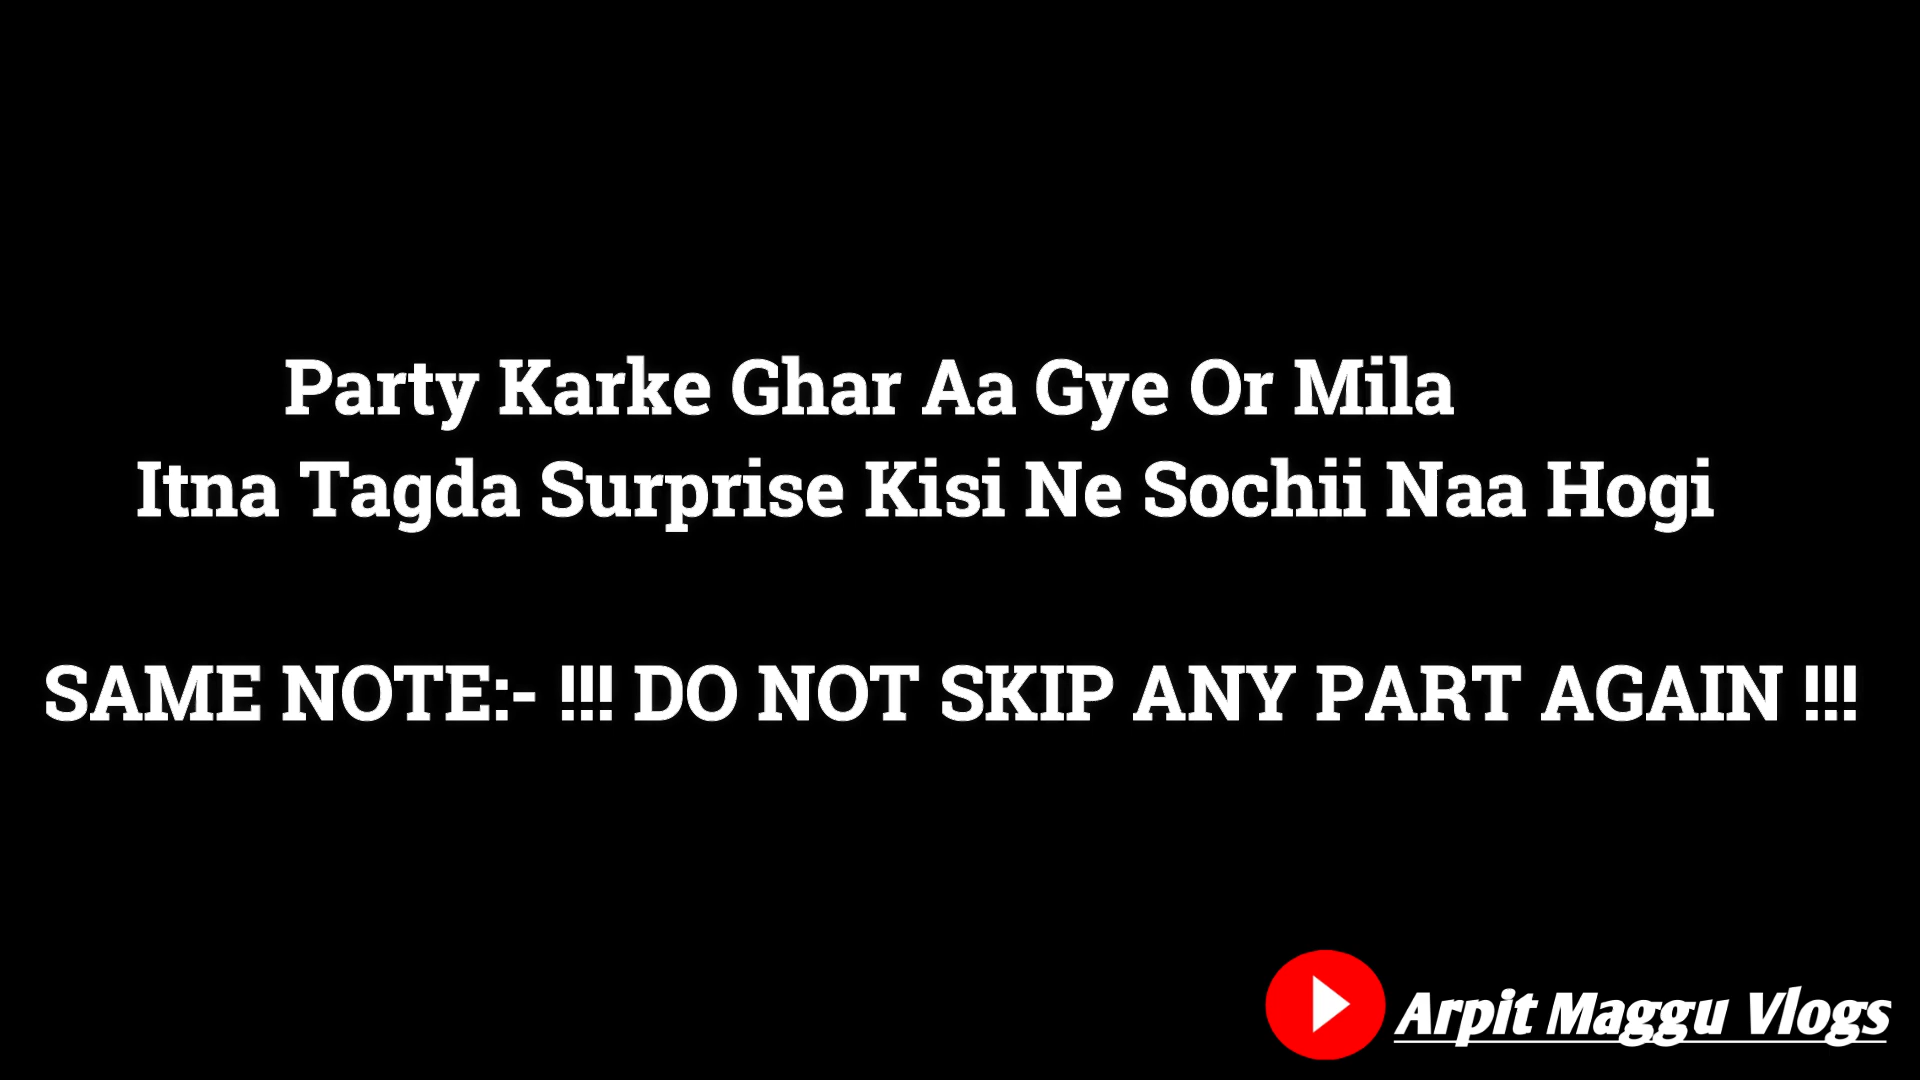 Party Karke Ghar Aa Gye Or Mila
Itna Tagda Surprise Kisi Ne Sochii Naa Hogi
SAME NOTE:- !!! DO NOT SKIP ANY PART AGAIN !!!
Arpit Maggu Vlogs